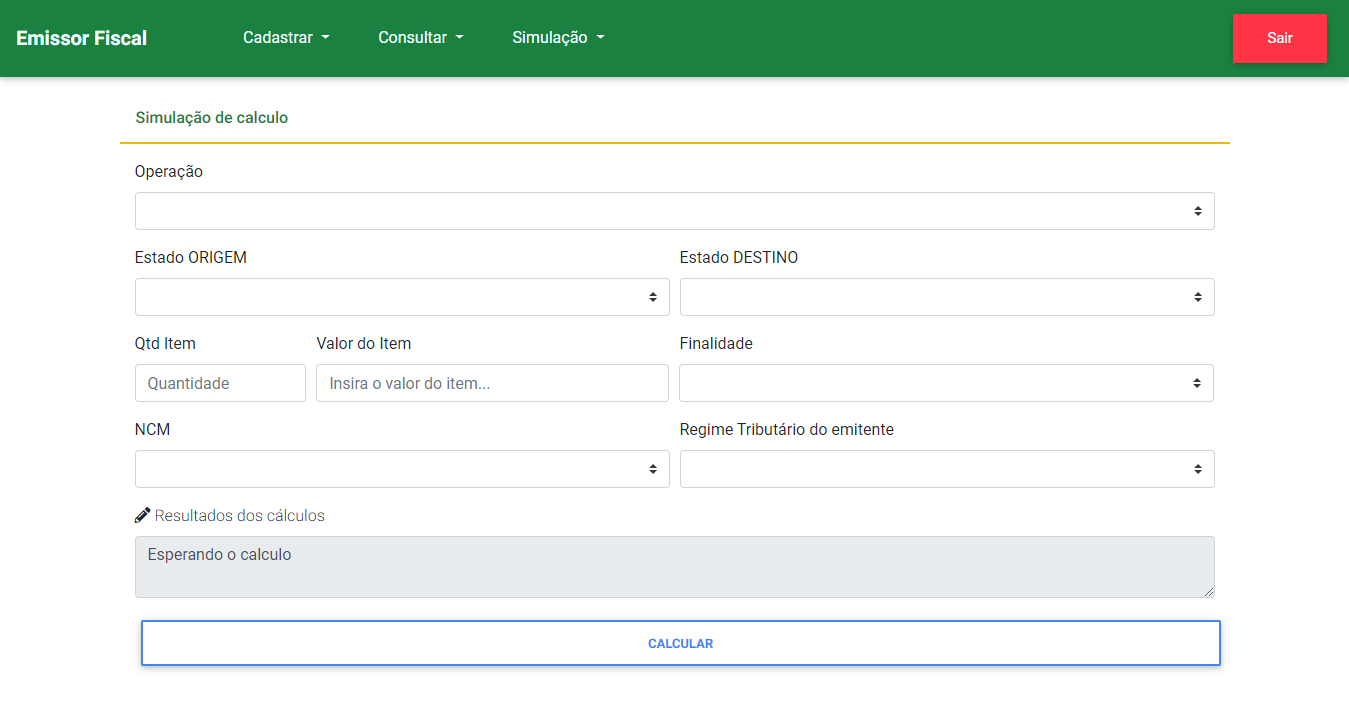 Emissor Fiscal Cadastrar Consultar Simulação Sair
Simulação de calculo
Operação
Estado ORIGEM Estado DESTINO
Qtd Item Valor do Item Finalidade
Quantidade Insira o valor do item...
NCM Regime Tributário do emitente
Resultados dos cálculos
Esperando o calculo
CALCULAR